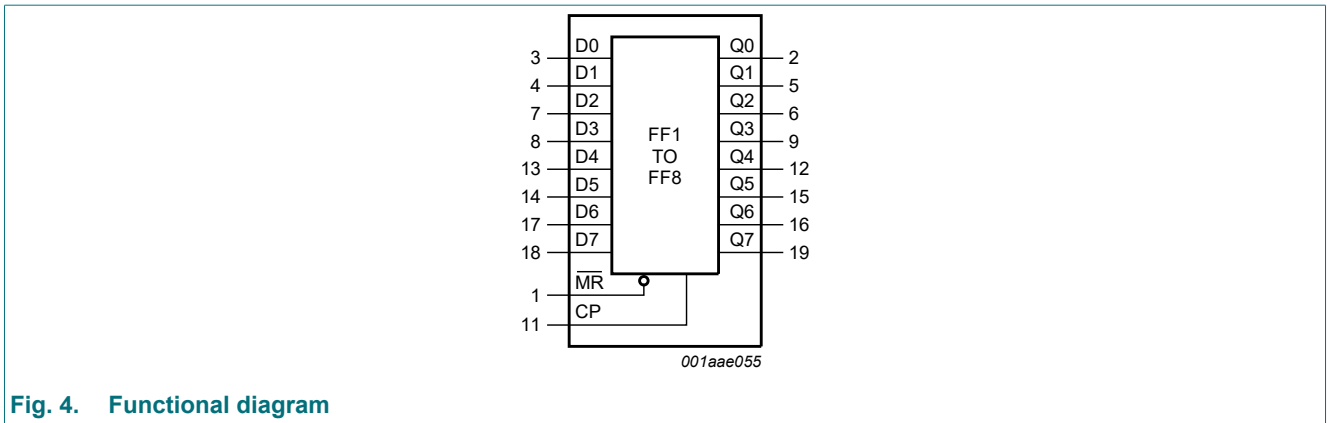 3 D0 Q0 2
4 D1 Q1 5
7 D2 Q2 6
8 D3 Q3 9
FF1
TO
FF8
13 D4 Q4 12
14 D5 Q5 15
17 D6 Q6 16
18 D7 Q7 19
1 M̅R̅
11 CP
001aae055
Fig. 4. Functional diagram